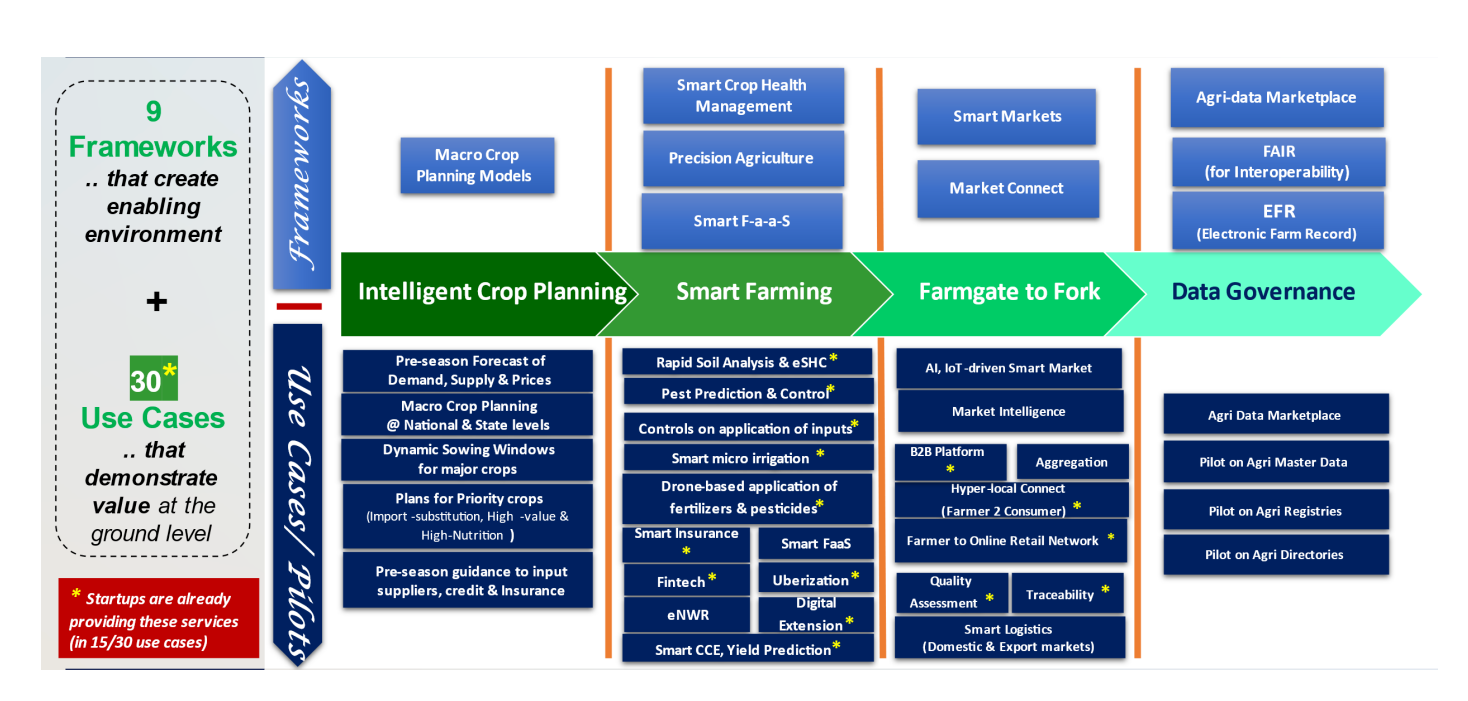 9
Frameworks
.. that create
enabling
environment
+
30*
Use Cases
.. that
demonstrate
value at the
ground level
* Startups are already
providing these services
(in 15/30 use cases)
Frameworks
Use Cases/ Pilots
Macro Crop
Planning Models
Smart Crop Health
Management
Precision Agriculture
Smart F-a-a-S
Smart Markets
Market Connect
Agri-data Marketplace
FAIR
(for Interoperability)
EFR
(Electronic Farm Record)
Intelligent Crop Planning
Smart Farming
Farmgate to Fork
Data Governance
Pre-season Forecast of
Demand, Supply & Prices
Macro Crop Planning
@ National & State levels
Dynamic Sowing Windows
for major crops
Plans for Priority crops
(Import -substitution, High -value &
High-Nutrition )
Pre-season guidance to input
suppliers, credit & Insurance
Rapid Soil Analysis & eSHC *
Pest Prediction & Control*
Controls on application of inputs*
Smart micro irrigation *
Drone-based application of
fertilizers & pesticides*
Smart Insurance
*
Smart FaaS
Fintech *
Uberization *
eNWR
Digital
Extension *
Smart CCE, Yield Prediction *
AI, IoT -driven Smart Market
Market Intelligence
B2B Platform
*
Aggregation
Hyper-local Connect
(Farmer 2 Consumer) *
Farmer to Online Retail Network *
Quality
Assessment *
Traceability *
Smart Logistics
(Domestic & Export markets)
Agri Data Marketplace
Pilot on Agri Master Data
Pilot on Agri Registries
Pilot on Agri Directories